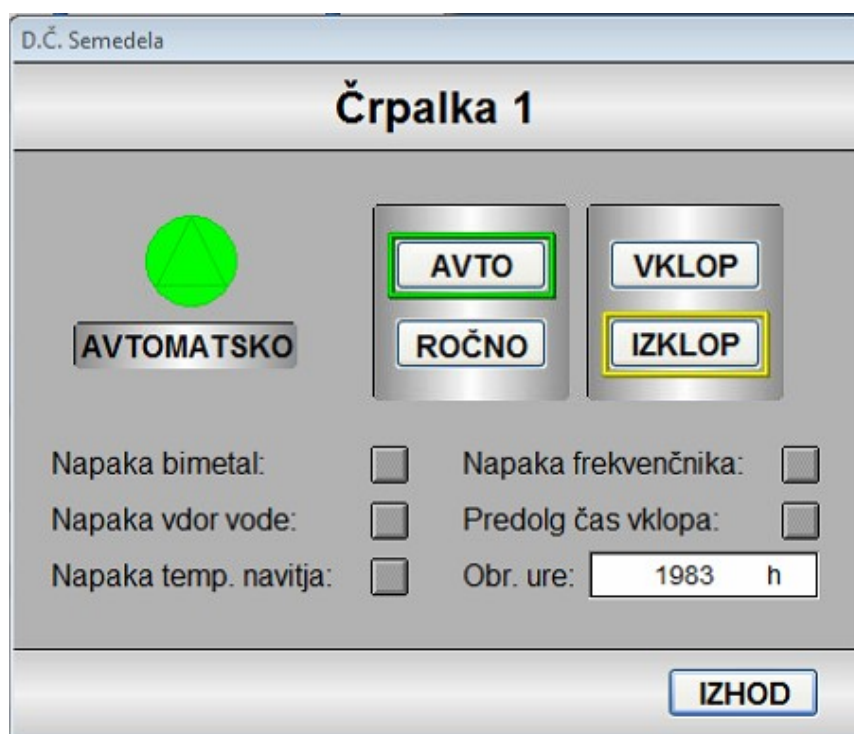 D.Č. Semedela
Črpalka 1
AVTO
VKLOP
AVTOMATSKO
ROČNO
IZKLOP
Napaka bimetal:
Napaka frekvenčnika:
Napaka vdor vode:
Predolg čas vklopa:
Napaka temp. navitja:
Obr. ure: 1983 h
IZHOD